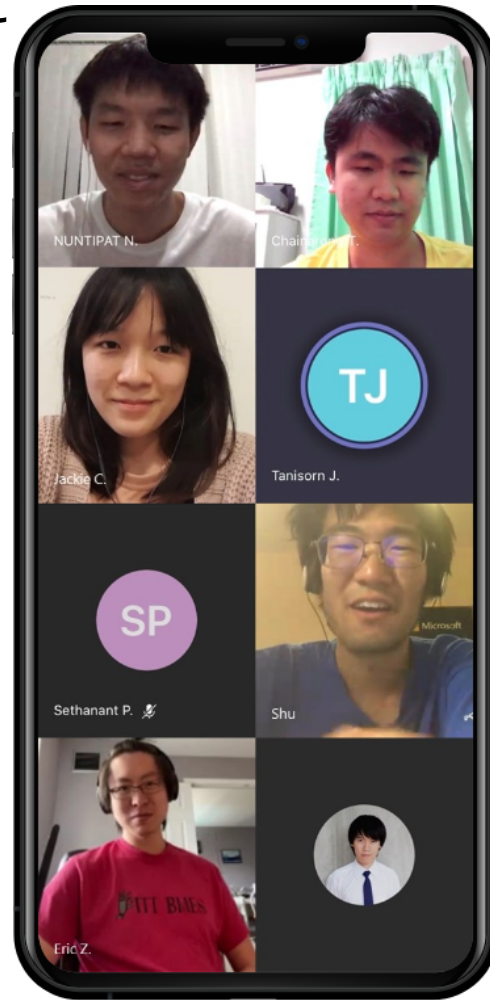 NUNTIPAT N.
Jackie C.
TJ
Tanisorn J.
SP
Sethanant P.
Microsoft
Shu
Eric Z.